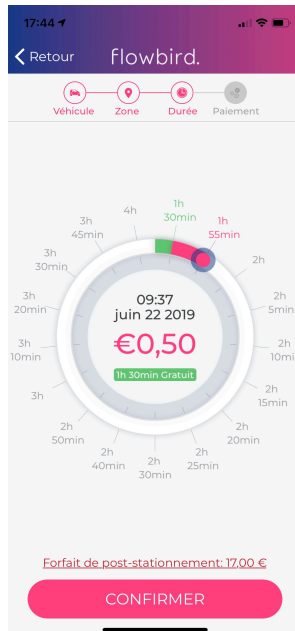 17:44
Retour
flowbird.
Véhicule
Zone
Durée
Paiement
1h
30min
1h
55min
2h
2h
5min
2h
10mi
2h
15min
2h
20min
2h
25min
2h
30min
2h
40min
2h
50min
3h
3h
10min
3h
20min
3h
30min
3h
45min
4h
09:37
juin 22 2019
€0,50
1h 30min Gratuit
Forfait de post-stationnement: 17,00 €
CONFIRMER